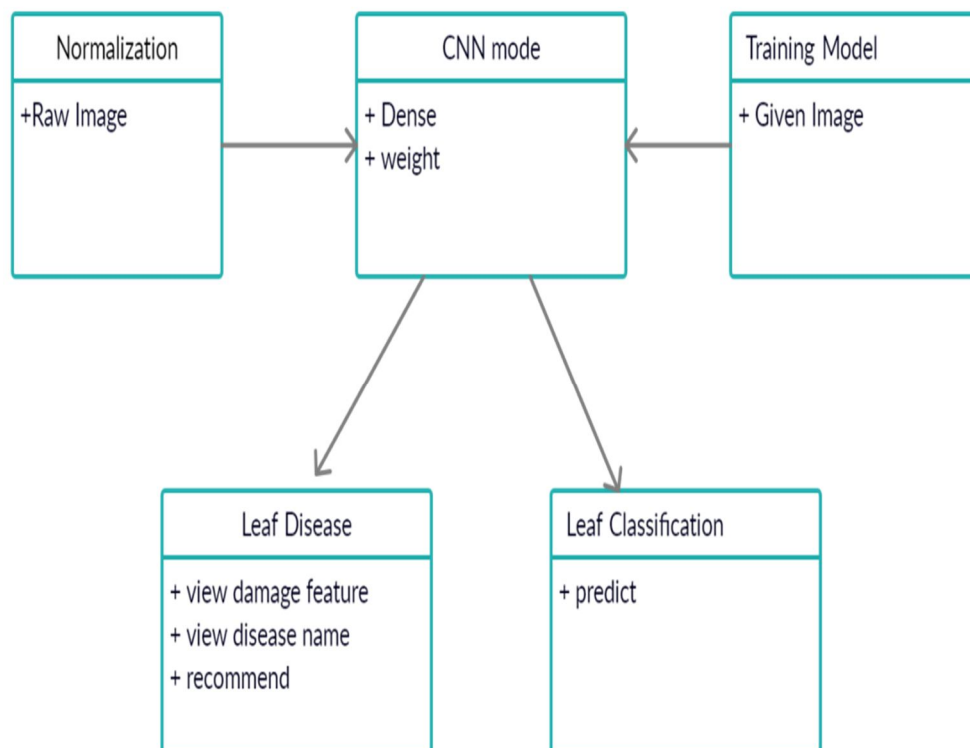 Normalization
+Raw Image
CNN mode
+ Dense
+ weight
Training Model
+ Given Image
Leaf Disease
+ view damage feature
+ view disease name
+ recommend
Leaf Classification
+ predict